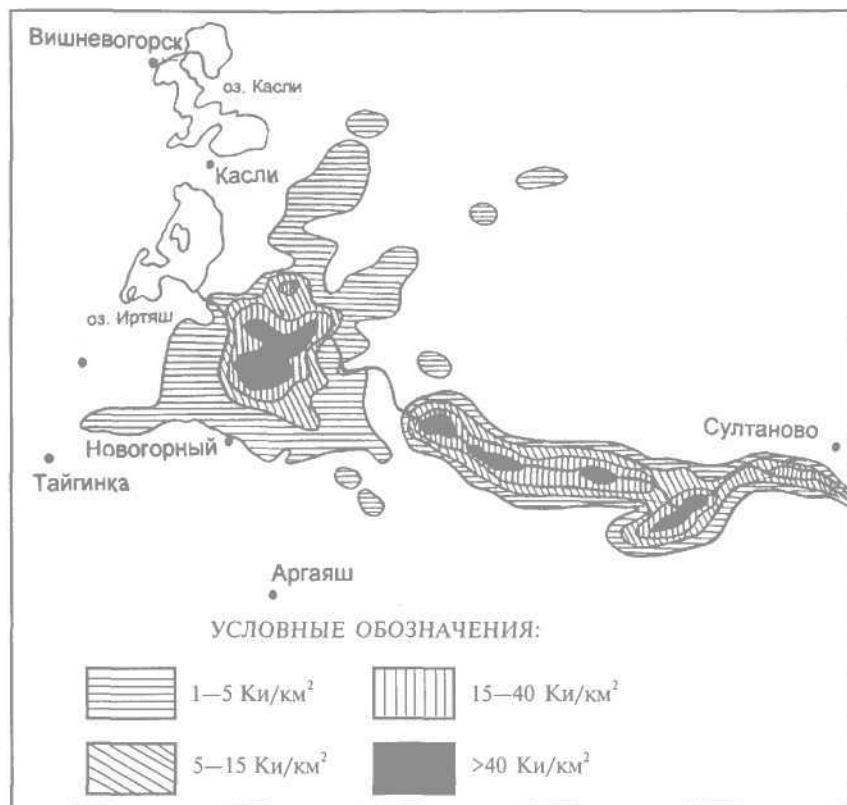 Вишневогорск
оз. Касли
Касли
оз. Иртяш
Новогорный
Тайгинка
Султаново
Аргаяш
УСЛОВНЫЕ ОБОЗНАЧЕНИЯ:
1—5 Ки/км²
15—40 Ки/км²
5—15 Ки/км²
>40 Ки/км²